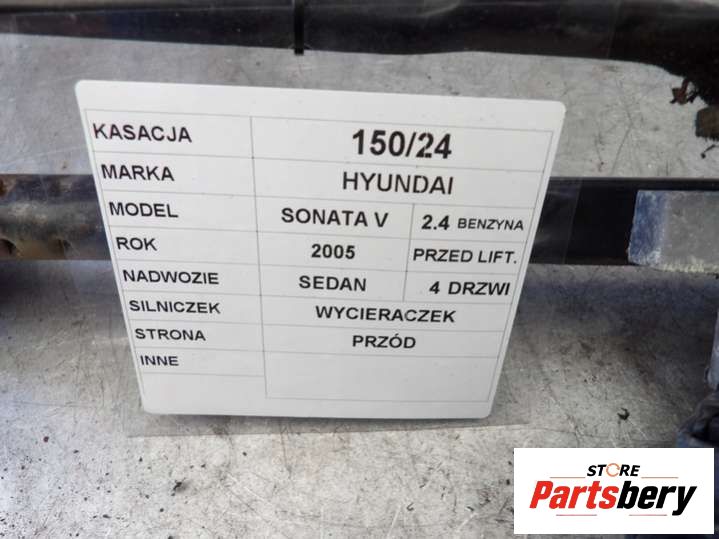 KASACJA 150/24
MARKA HYUNDAI
MODEL SONATA V 2.4 BENZYNA
ROK 2005 PRZED LIFT.
NADWOZIE SEDAN 4 DRZWI
SILNICZEK WYCIERACZEK
STRONA PRZÓD
INNE
STORE
Partsbery